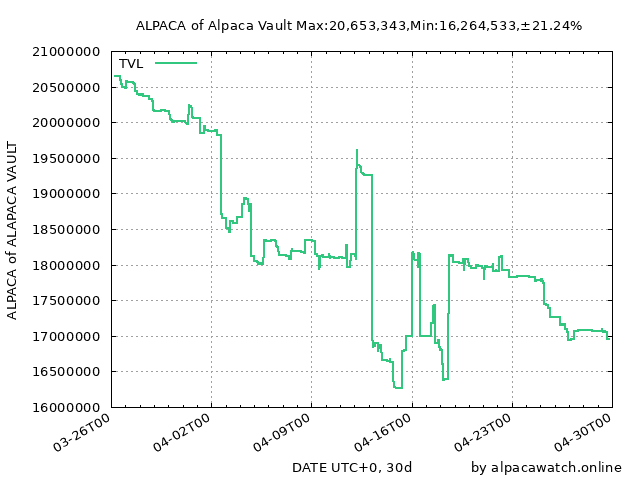 ALPACA of Alpaca Vault Max:20,653,343,Min:16,264,533,±21.24%
TVL
21000000
20500000
20000000
19500000
19000000
18500000
18000000
17500000
17000000
16500000
16000000
ALPACA of ALAPACA VAULT
03-26T00
04-02T00
04-09T00
04-16T00
04-23T00
04-30T00
DATE UTC+0, 30d
by alpacawatch.online